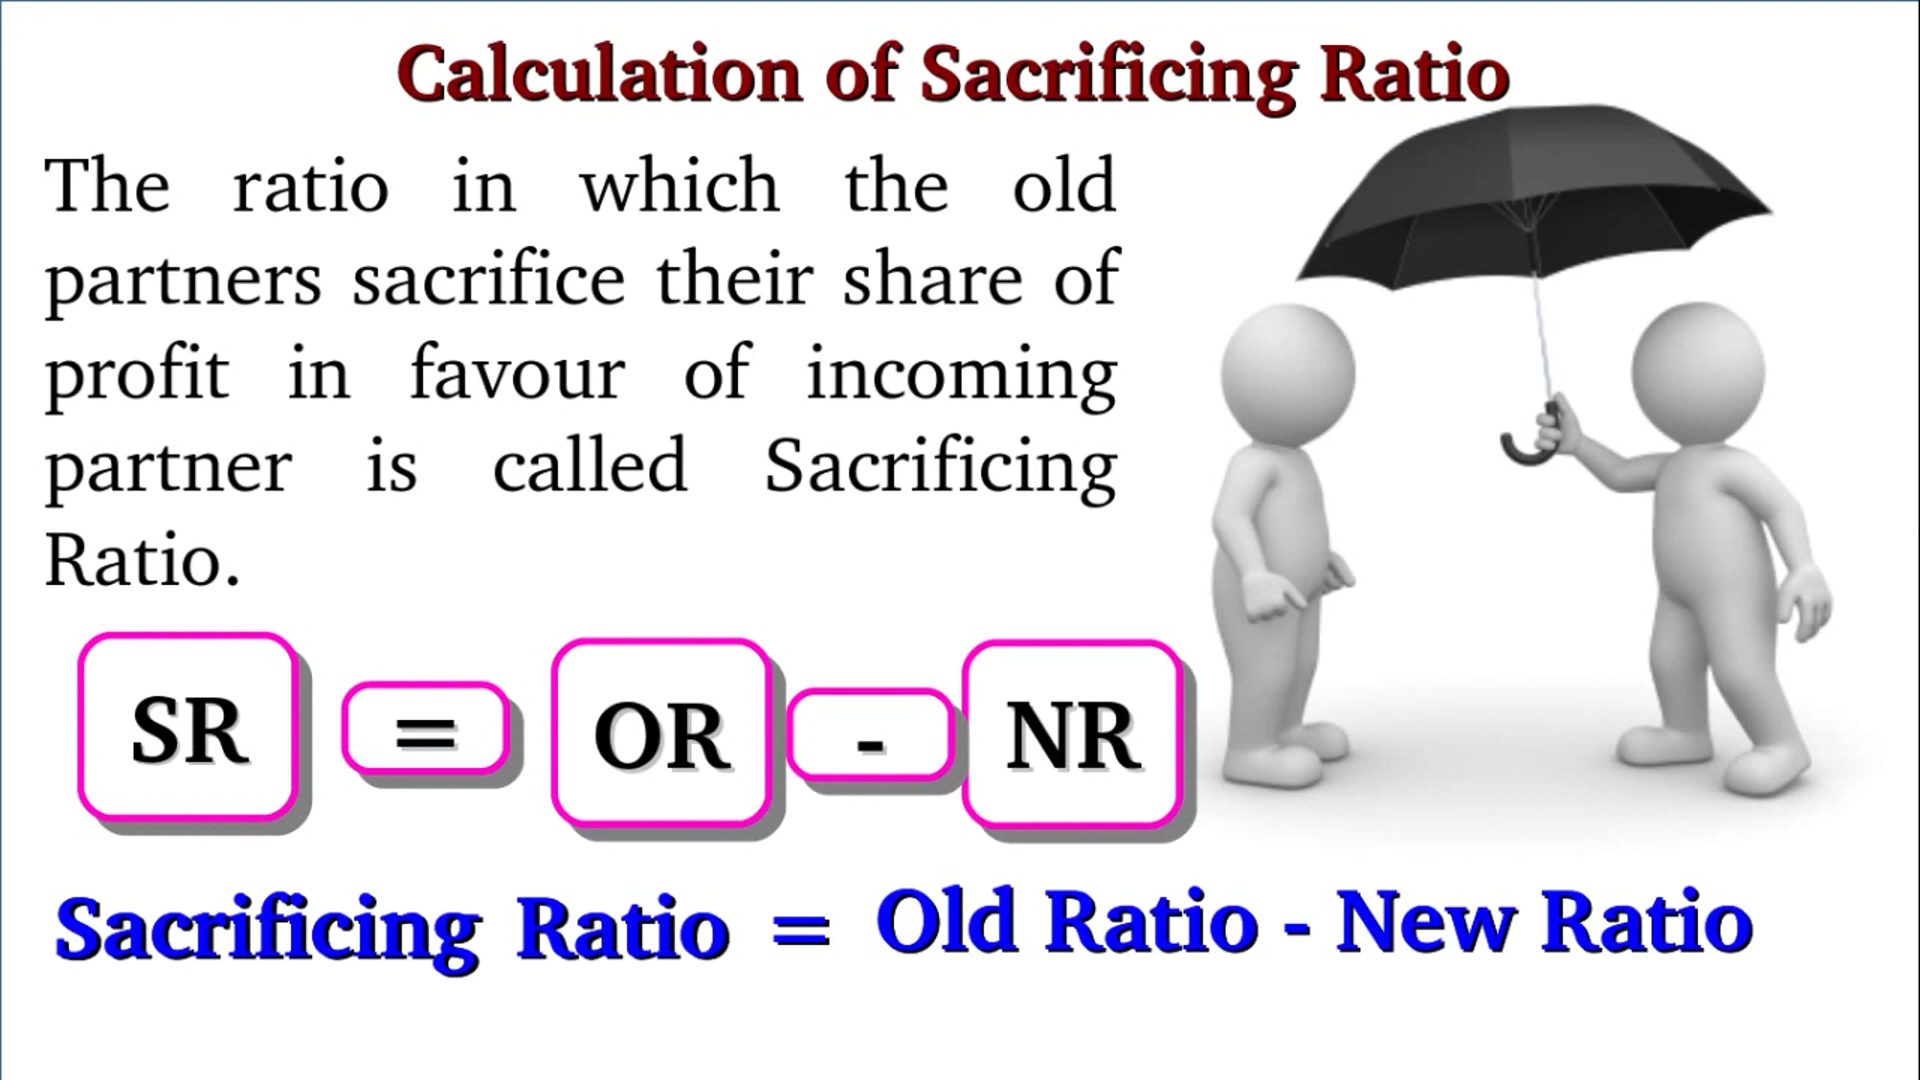 Calculation of Sacrificing Ratio
The ratio in which the old
partners sacrifice their share of
profit in favour of incoming
partner is called Sacrificing
Ratio.
SR = OR - NR
Sacrificing Ratio = Old Ratio - New Ratio